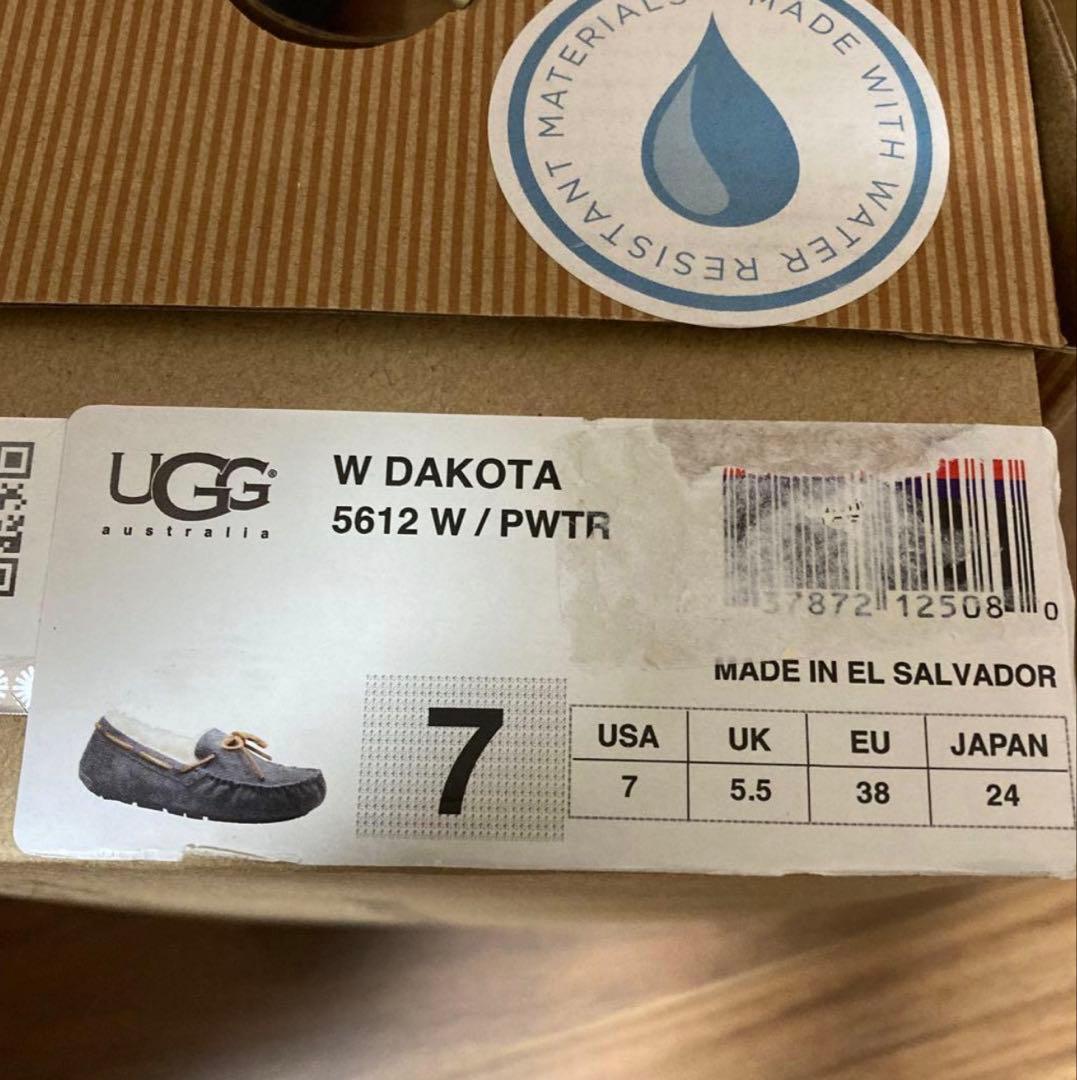 MADE WITH WATER RESISTANT MATERIALS
UGG®
australia
W DAKOTA
5612 W / PWTR
37872 12508 0
MADE IN EL SALVADOR
7
USA UK EU JAPAN
7 5.5 38 24